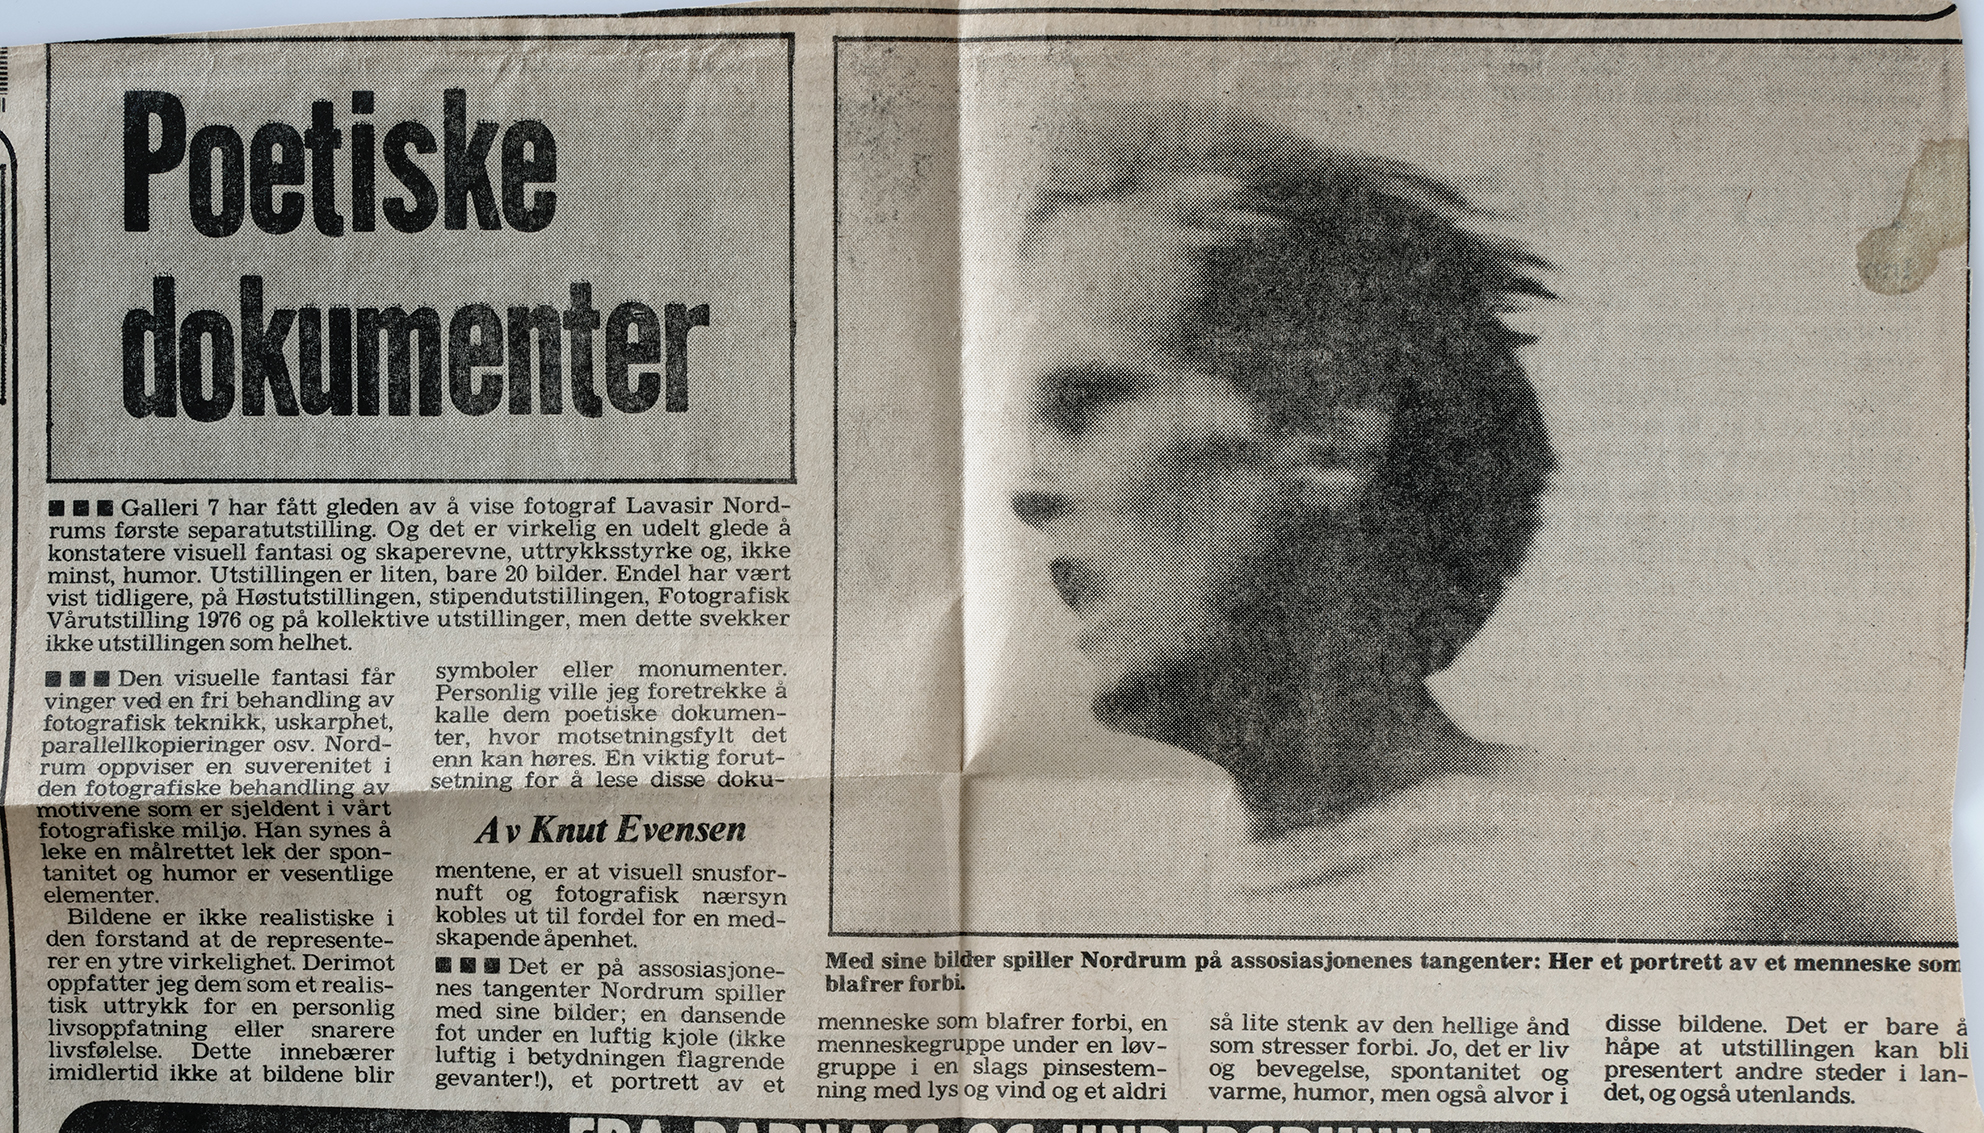 Poetiske
dokumenter
■ ■ ■ Galleri 7 har fått gleden av å vise fotograf Lavasir Nord-
rums første separatutstilling. Og det er virkelig en udelt glede å
konstatere visuell fantasi og skaperevne, uttrykksstyrke og, ikke
minst, humor. Utstillingen er liten, bare 20 bilder. Endel har vært
vist tidligere, på Høstutstillingen, stipendutstillingen, Fotografisk
Vårutstilling 1976 og på kollektive utstillinger, men dette svekker
ikke utstillingen som helhet.
■ ■ ■ Den visuelle fantasi får
vinger ved en fri behandling av
fotografisk teknikk, uskarphet,
parallellkopieringer osv. Nord-
rum oppviser en suverenitet i
den fotografiske behandling av
motivene som er sjeldent i vårt
fotografiske miljø. Han synes å
leke en målrettet lek der spon-
tanitet og humor er vesentlige
elementer.
Bildene er ikke realistiske i
den forstand at de represente-
rer en ytre virkelighet. Derimot
oppfatter jeg dem som et realis-
tisk uttrykk for en personlig
livsoppfatning eller snarere
livsfølelse. Dette innebærer
imidlertid ikke at bildene blir
symboler eller monumenter.
Personlig ville jeg foretrekke å
kalle dem poetiske dokumen-
ter, hvor motsetningsfylt det
enn kan høres. En viktig forut-
setning for å lese disse doku-
Av Knut Evensen
mentene, er at visuell snusfor-
nuft og fotografisk nærsyn
kobles ut til fordel for en med-
skapende åpenhet.
■ ■ ■ Det er på assosiasjone-
nes tangenter Nordrum spiller
med sine bilder; en dansende
fot under en luftig kjole (ikke
luftig i betydningen flagrende
gevanter!), et portrett av et
Med sine bilder spiller Nordrum på assosiasjonenes tangenter: Her et portrett av et menneske som
blafrer forbi.
menneske som blafrer forbi, en
menneskegruppe under en løv-
gruppe i en slags pinsestem-
ning med lys og vind og et aldri
så lite stenk av den hellige ånd
som stresser forbi. Jo, det er liv
og bevegelse, spontanitet og
varme, humor, men også alvor i
disse bildene. Det er bare å
håpe at utstillingen kan bli
presentert andre steder i lan-
det, og også utenlands.